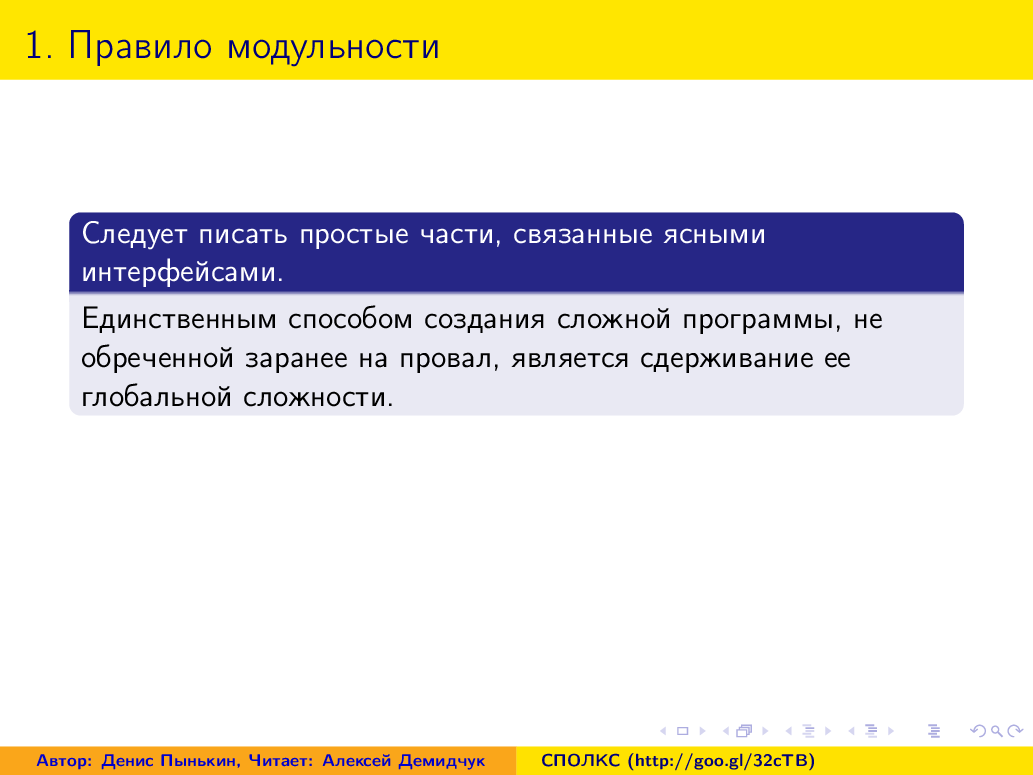 1. Правило модульности
Следует писать простые части, связанные ясными
интерфейсами.
Единственным способом создания сложной программы, не
обреченной заранее на провал, является сдерживание ее
глобальной сложности.
Автор: Денис Пынькин, Читает: Алексей Демидчук
СПОЛКС (http://goo.gl/32cTB)